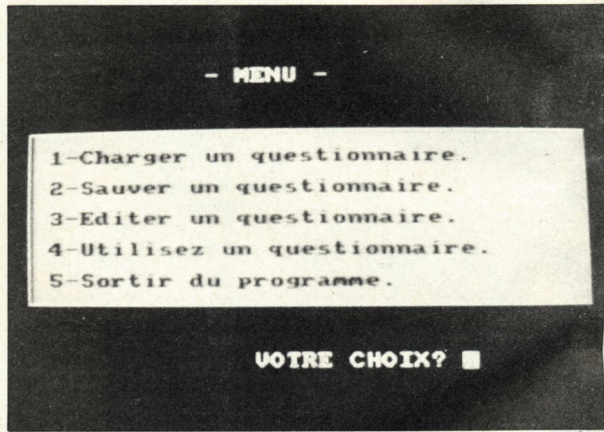 - MENU -
1-Charger un questionnaire.
2-Sauver un questionnaire.
3-Editer un questionnaire.
4-Utilisez un questionnaire.
5-Sortir du programme.
VOTRE CHOIX?